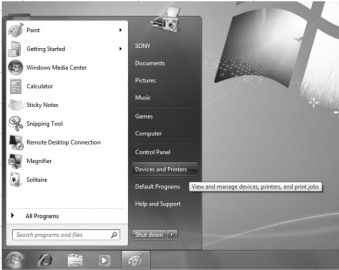 Paint
Getting Started
Windows Media Center
Calculator
Sticky Notes
Snipping Tool
Remote Desktop Connection
Magnifier
Solitaire
All Programs
Search programs and files
SONY
Documents
Pictures
Music
Games
Computer
Control Panel
Devices and Printers
Default Programs
Help and Support
Shut down
View and manage devices, printers, and print jobs